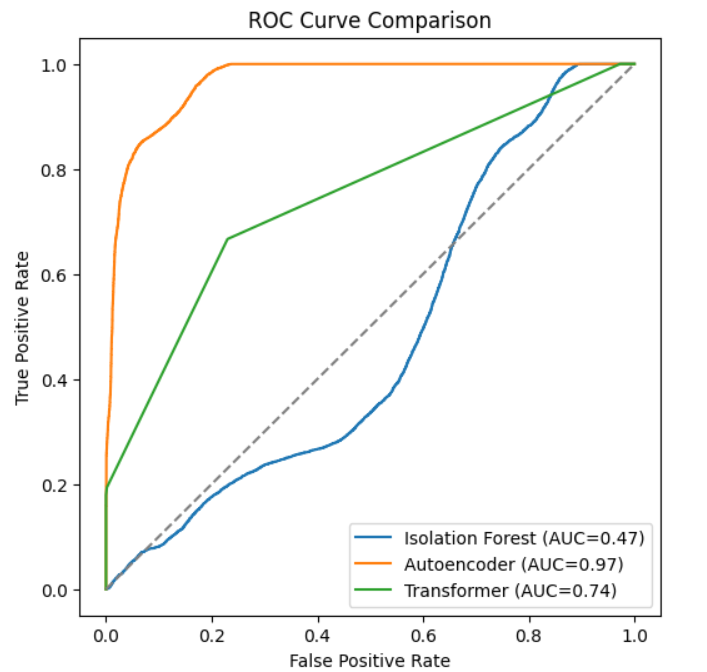 ROC Curve Comparison
True Positive Rate
1.0
0.8
0.6
0.4
0.2
0.0
Isolation Forest (AUC=0.47)
Autoencoder (AUC=0.97)
Transformer (AUC=0.74)
0.0 0.2 0.4 0.6 0.8 1.0
False Positive Rate